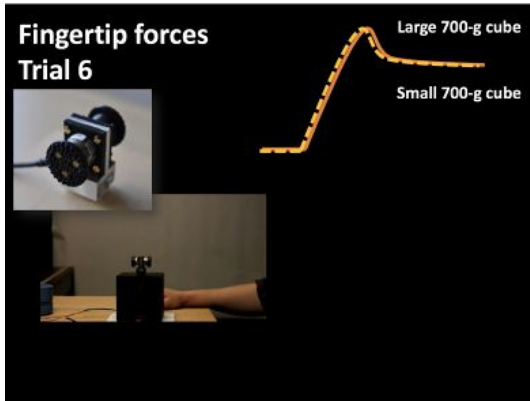 Fingertip forces
Trial 6
Large 700-g cube
Small 700-g cube